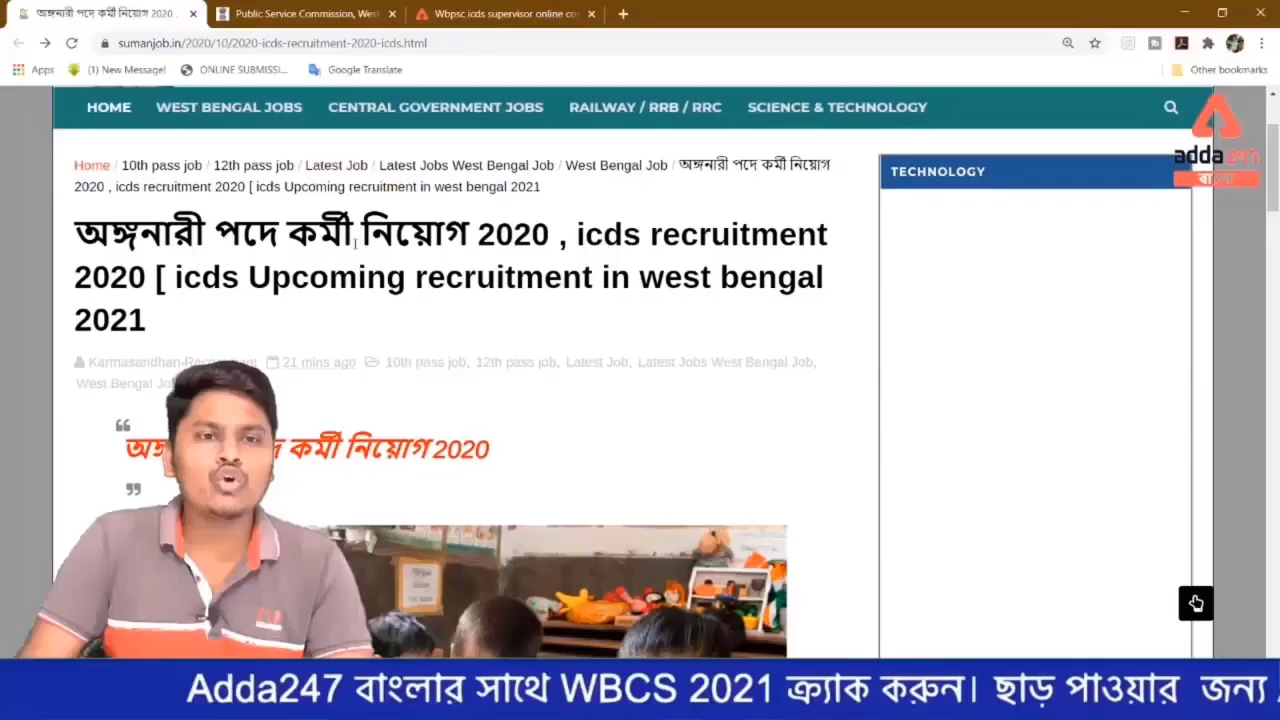 অঙ্গনারী পদে কর্মী নিয়োগ 2020 ,
Public Service Commission, Wes
Wbpsc icds supervisor online co
sumanjob.in/2020/10/2020-icds-recruitment-2020-icds.html
Apps
(1) New Message!
ONLINE SUBMISSI...
Google Translate
Other bookmarks
HOME
WEST BENGAL JOBS
CENTRAL GOVERNMENT JOBS
RAILWAY / RRB / RRC
SCIENCE & TECHNOLOGY
adda 247
বাংলা
Home / 10th pass job / 12th pass job / Latest Job / Latest Jobs West Bengal Job / West Bengal Job / অঙ্গনারী পদে কর্মী নিয়োগ
2020 , icds recruitment 2020 [ icds Upcoming recruitment in west bengal 2021
TECHNOLOGY
অঙ্গনারী পদে কর্মী নিয়োগ 2020 , icds recruitment
2020 [ icds Upcoming recruitment in west bengal
2021
Karmasandhan-Recruitment 21 mins ago 10th pass job, 12th pass job, Latest Job, Latest Jobs West Bengal Job,
West Bengal Job
“
কর্মী নিয়োগ 2020
”
Adda247 বাংলার সাথে WBCS 2021 ক্র্যাক করুন। ছাড় পাওয়ার জন্য